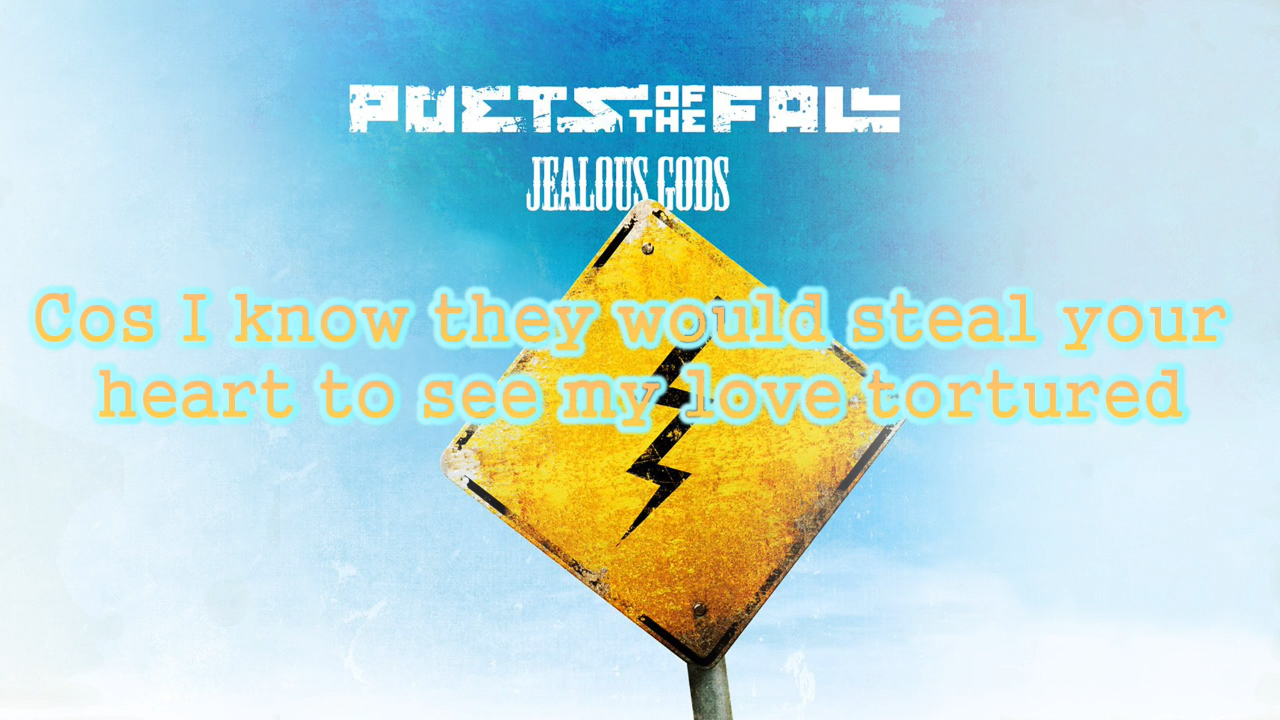 POETS OF THE FALL
JEALOUS GODS
Cos I know they would steal your
heart to see my love tortured